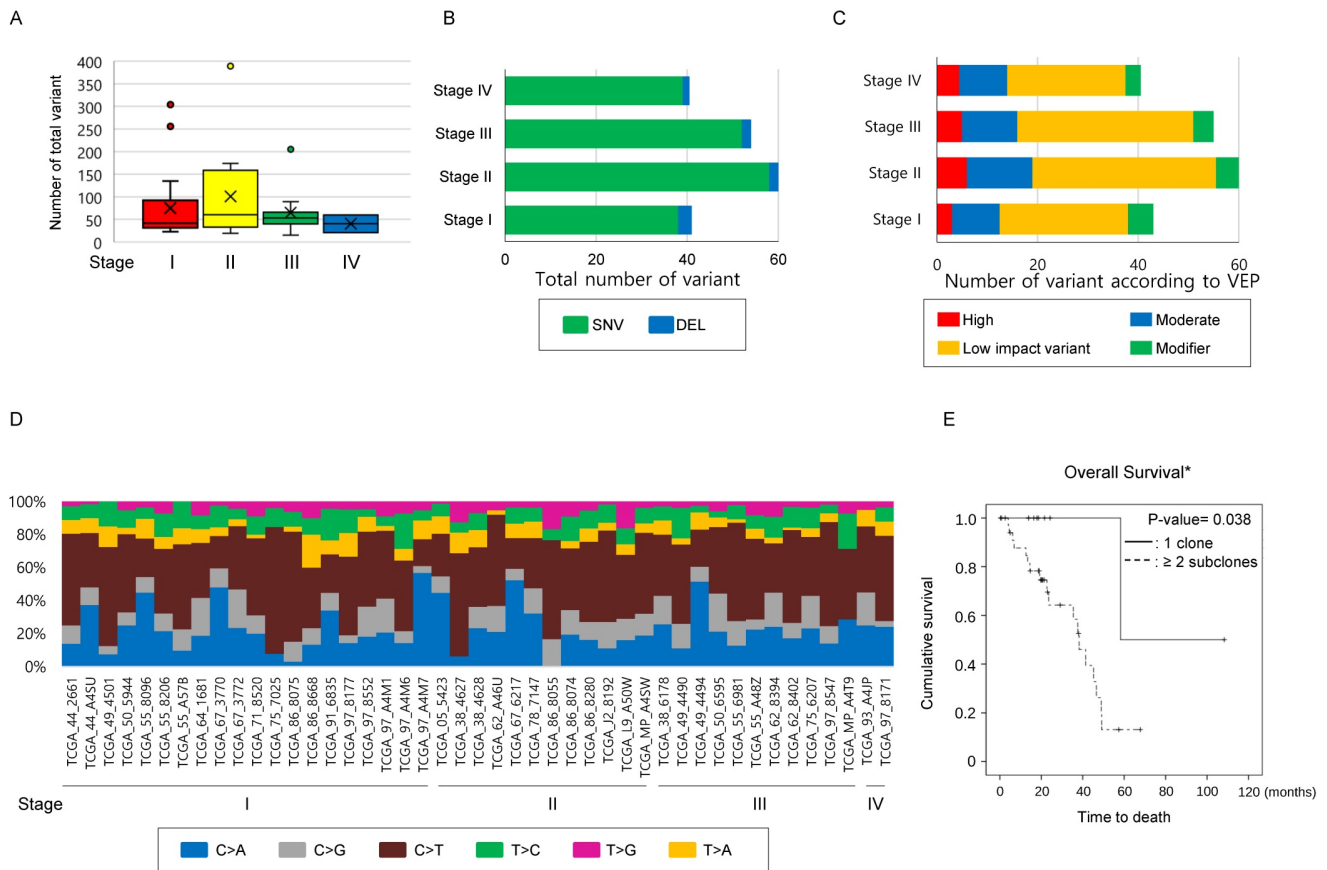 A
B
C
Number of total variant
400
350
300
250
200
150
100
50
0
Stage
I
II
III
IV
Stage IV
Stage III
Stage II
Stage I
0
20
40
60
Total number of variant
SNV
DEL
Stage IV
Stage III
Stage II
Stage I
0
20
40
60
Number of variant according to VEP
High
Moderate
Low impact variant
Modifier
D
100%
80%
60%
40%
20%
0%
TCGA_44_2661
TCGA_44_A4SU
TCGA_49_4501
TCGA_50_5944
TCGA_55_8096
TCGA_55_8206
TCGA_55_A57B
TCGA_64_1681
TCGA_67_3770
TCGA_67_3772
TCGA_71_8520
TCGA_75_7025
TCGA_86_8075
TCGA_86_8668
TCGA_91_6835
TCGA_97_8177
TCGA_97_8552
TCGA_97_A4M1
TCGA_97_A4M6
TCGA_97_A4M7
TCGA_05_5423
TCGA_38_4627
TCGA_38_4628
TCGA_62_A46U
TCGA_67_6217
TCGA_78_7147
TCGA_86_8055
TCGA_86_8074
TCGA_86_8280
TCGA_J2_8192
TCGA_L9_A50W
TCGA_MP_A4SW
TCGA_38_6178
TCGA_49_4490
TCGA_49_4494
TCGA_50_6595
TCGA_55_6981
TCGA_55_A48Z
TCGA_62_8394
TCGA_62_8402
TCGA_75_6207
TCGA_97_8547
TCGA_MP_A4T9
TCGA_93_A4JP
TCGA_97_8171
Stage
I
II
III
IV
C>A
C>G
C>T
T>C
T>G
T>A
E
Overall Survival*
P-value= 0.038
: 1 clone
: ≥ 2 subclones
Cumulative survival
1.0
0.8
0.6
0.4
0.2
0
0
20
40
60
80
100
120 (months)
Time to death